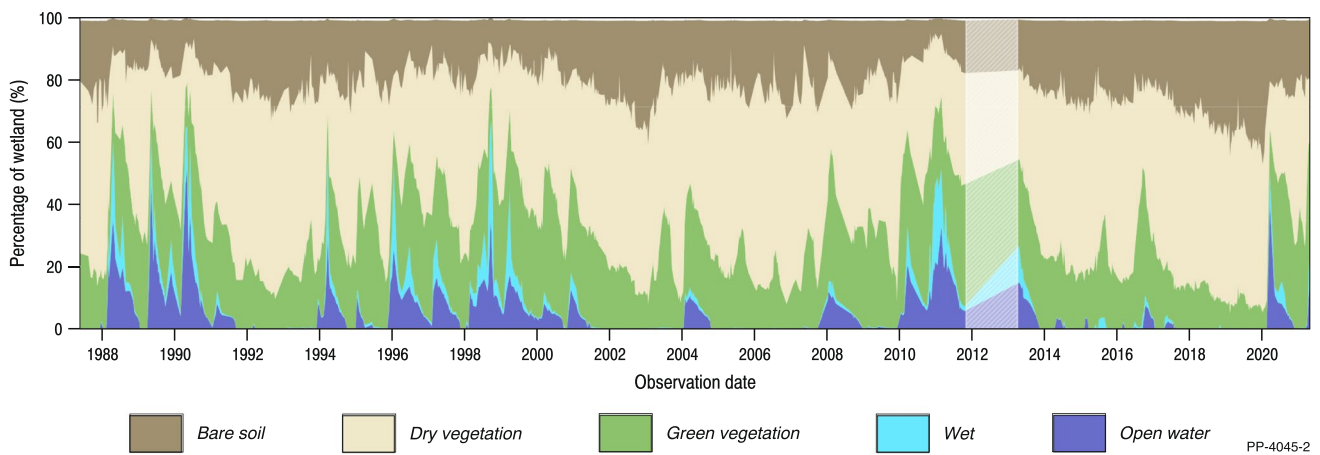 100
80
60
40
20
0
Percentage of wetland (%)
1988 1990 1992 1994 1996 1998 2000 2002 2004 2006 2008 2010 2012 2014 2016 2018 2020
Observation date
Bare soil Dry vegetation Green vegetation Wet Open water
PP-4045-2